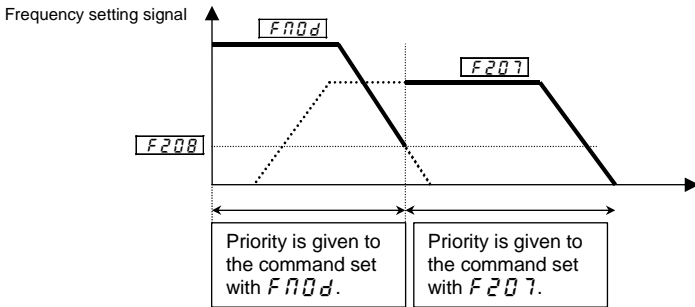 Frequency setting signal
FMOd
F207
F208
Priority is given to
the command set
with FMOd.
Priority is given to
the command set
with F207.